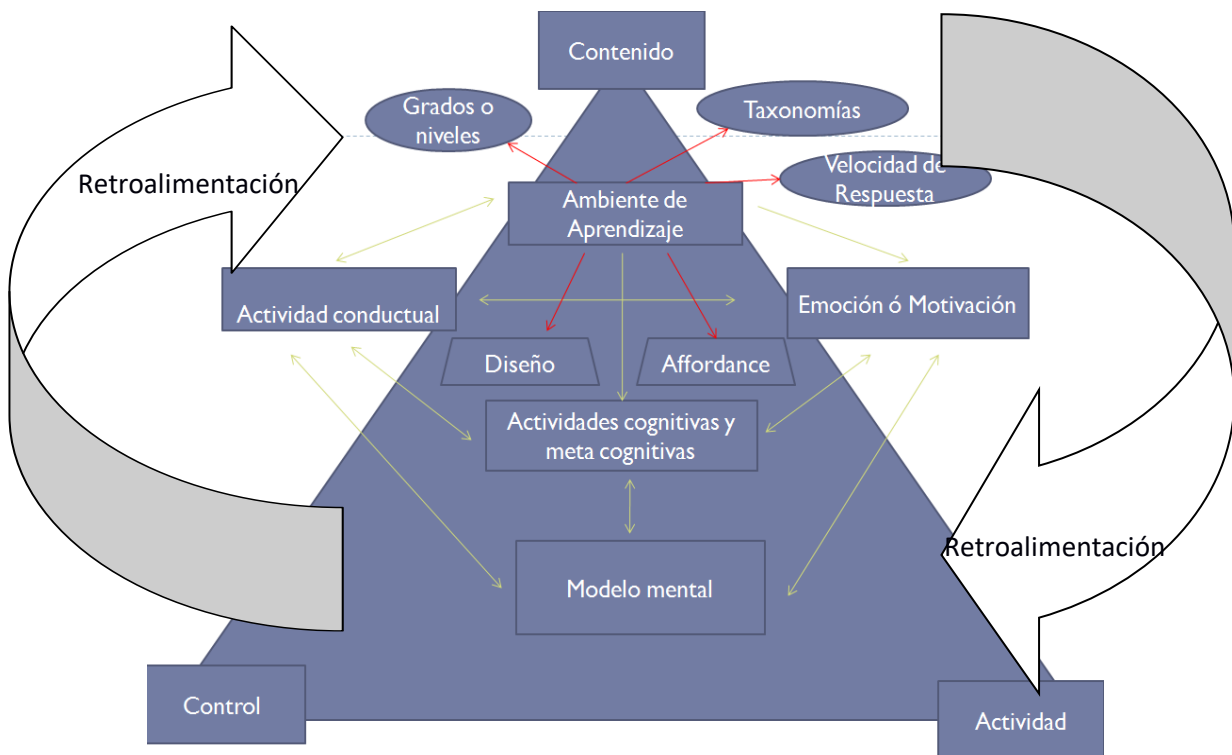 Contenido
Grados o
niveles
Taxonomías
Velocidad de
Respuesta
Retroalimentación
Ambiente de
Aprendizaje
Actividad conductual
Emoción ó Motivación
Diseño
Affordance
Actividades cognitivas y
meta cognitivas
Retroalimentación
Modelo mental
Control
Actividad